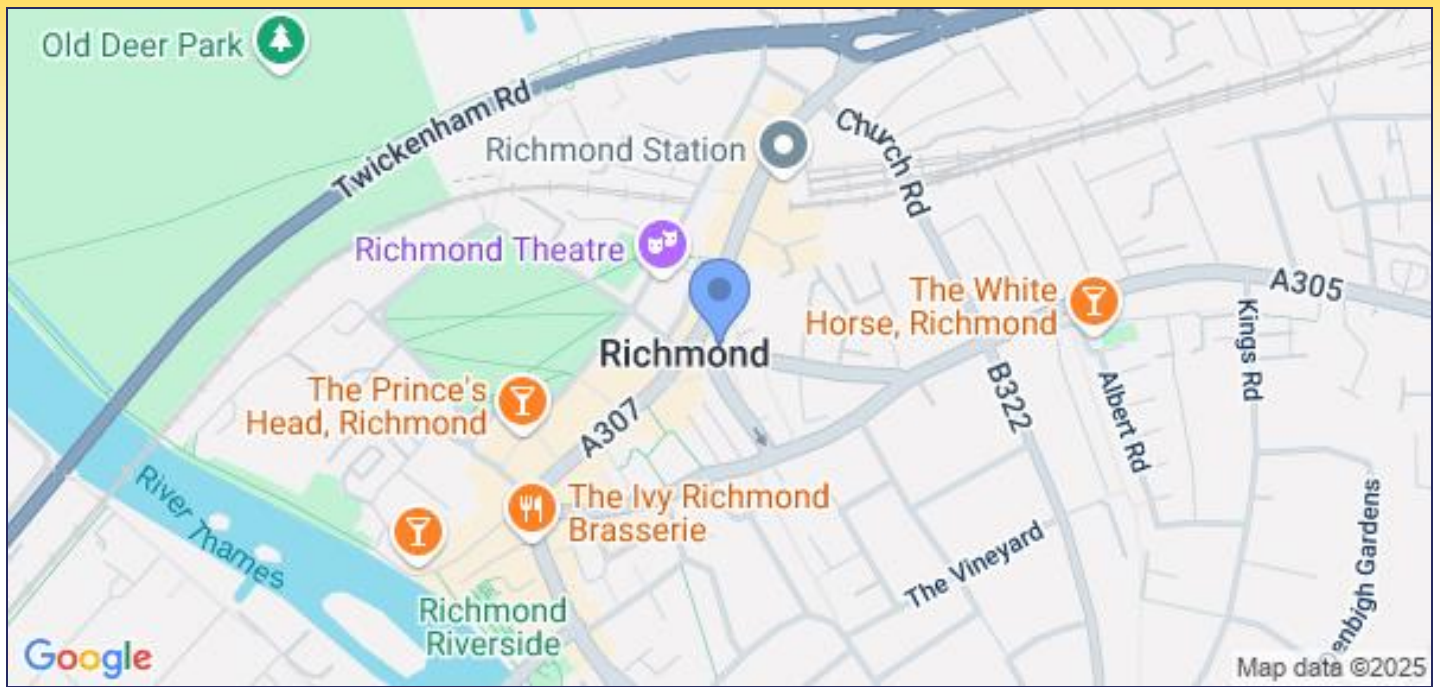 Old Deer Park
Twickenham Rd
Church Rd
Richmond Station
Richmond Theatre
The White
Horse, Richmond
A305
Kings Rd
Richmond
The Prince's
Head, Richmond
A307
B322
Albert Rd
River Thames
The Ivy Richmond
Brasserie
The Vineyard
enbigh Gardens
Richmond
Riverside
Google
Map data ©2025